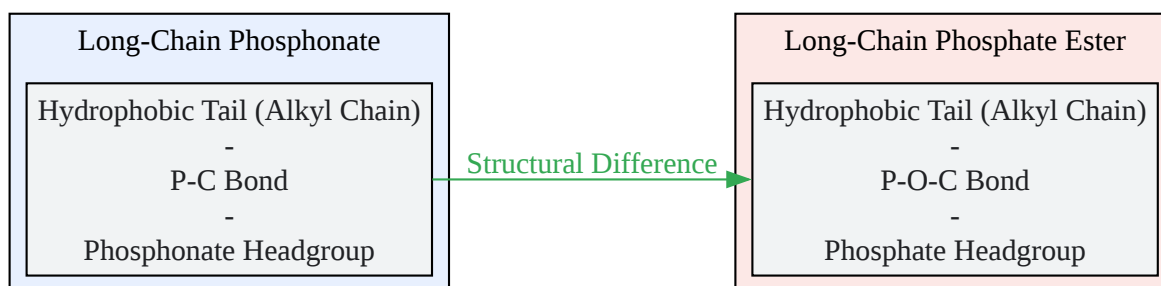 Long-Chain Phosphonate
Hydrophobic Tail (Alkyl Chain)
-
P-C Bond
-
Phosphonate Headgroup
Structural Difference
Long-Chain Phosphate Ester
Hydrophobic Tail (Alkyl Chain)
-
P-O-C Bond
-
Phosphate Headgroup